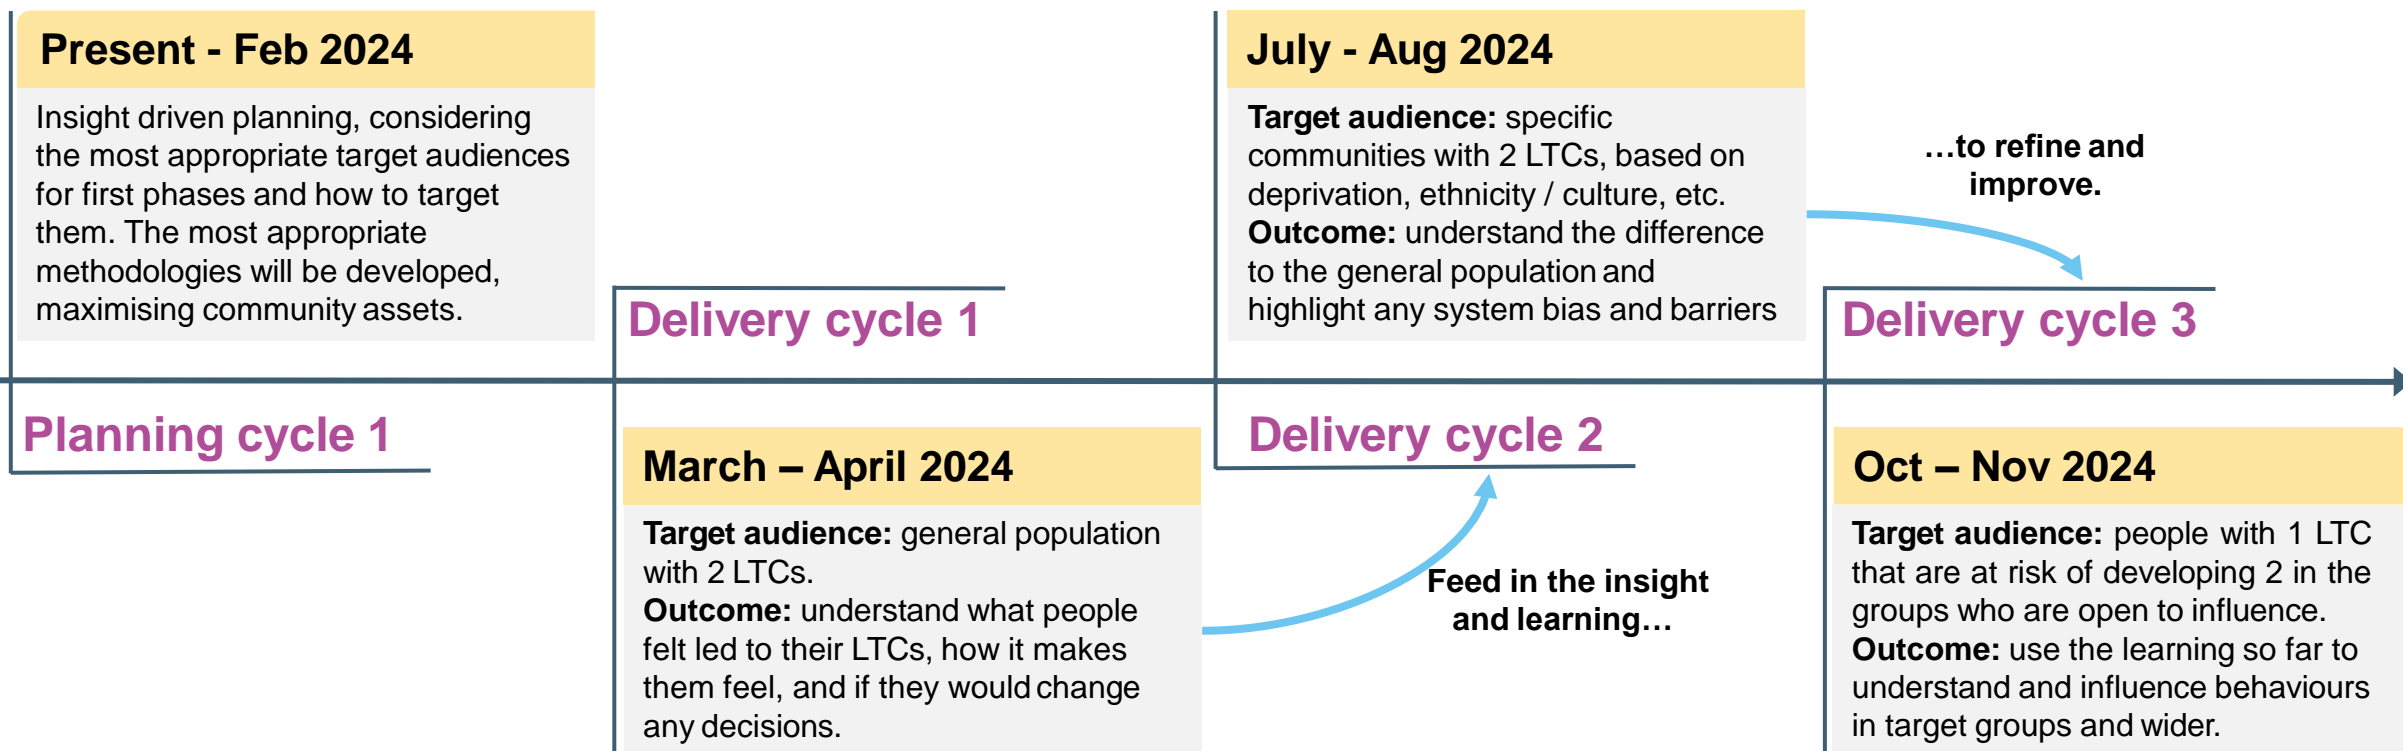 Present - Feb 2024
Insight driven planning, considering
the most appropriate target audiences
for first phases and how to target
them. The most appropriate
methodologies will be developed,
maximising community assets.
Planning cycle 1
Delivery cycle 1
March – April 2024
Target audience: general population
with 2 LTCs.
Outcome: understand what people
felt led to their LTCs, how it makes
them feel, and if they would change
any decisions.
Feed in the insight
and learning…
July - Aug 2024
Target audience: specific
communities with 2 LTCs, based on
deprivation, ethnicity / culture, etc.
Outcome: understand the difference
to the general population and
highlight any system bias and barriers
Delivery cycle 2
…to refine and
improve.
Delivery cycle 3
Oct – Nov 2024
Target audience: people with 1 LTC
that are at risk of developing 2 in the
groups who are open to influence.
Outcome: use the learning so far to
understand and influence behaviours
in target groups and wider.